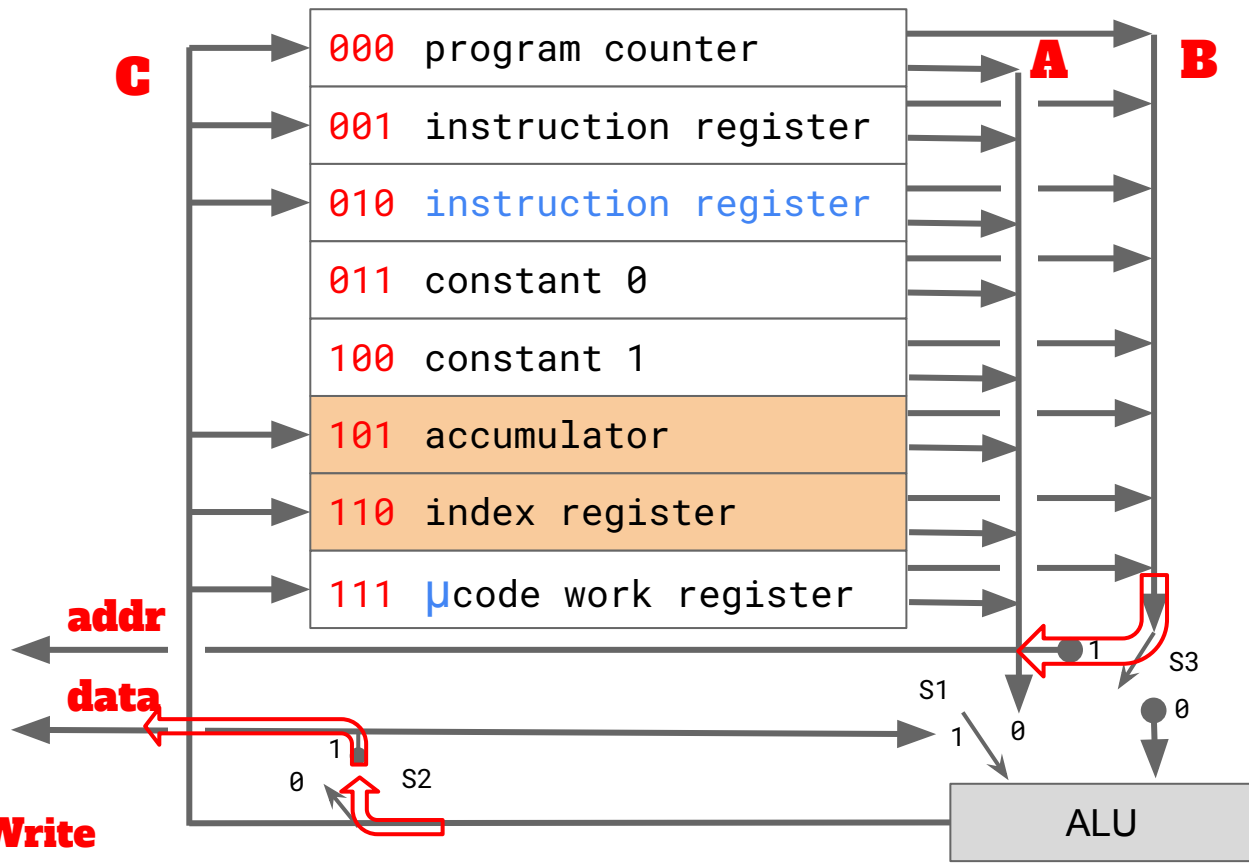 C
A
B
000 program counter
001 instruction register
010 instruction register
011 constant 0
100 constant 1
101 accumulator
110 index register
111 µcode work register
addr
1
S3
data
S1
0
1
0
1
0
S2
Write
ALU